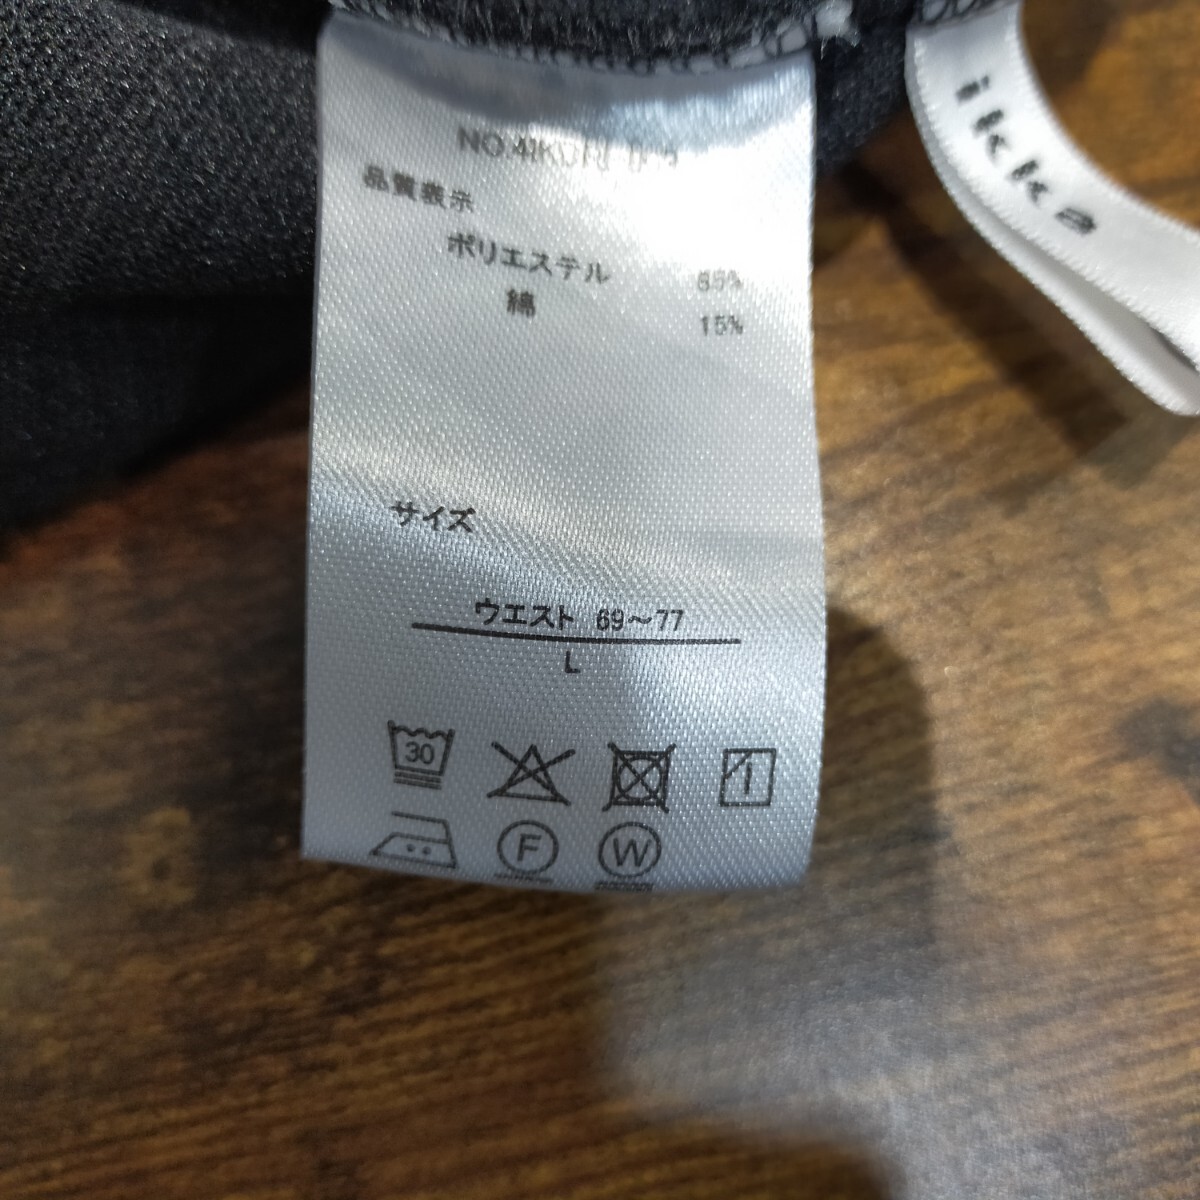 品質表示
ポリエステル 85%
綿 15%
サイズ
ウエスト 69〜77
L
30
F
W
ikka